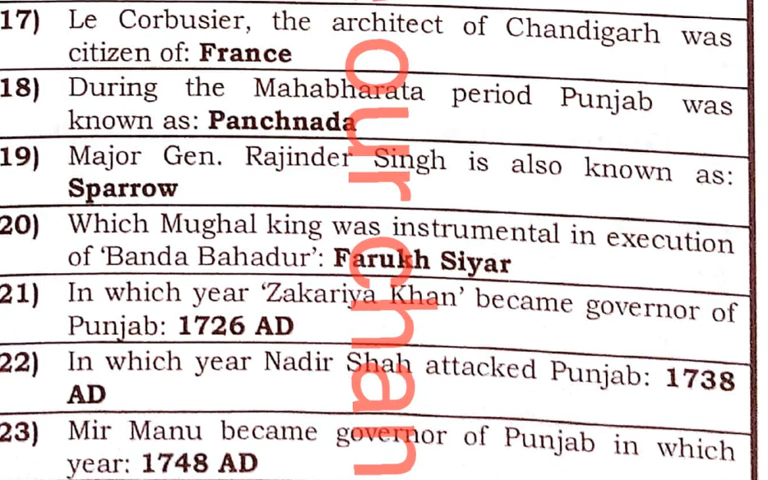 17) Le Corbusier, the architect of Chandigarh was
citizen of: France
18) During the Mahabharata period Punjab was
known as: Panchnada
19) Major Gen. Rajinder Singh is also known as:
Sparrow
20) Which Mughal king was instrumental in execution
of ‘Banda Bahadur’: Farukh Siyar
21) In which year ‘Zakariya Khan’ became governor of
Punjab: 1726 AD
22) In which year Nadir Shah attacked Punjab: 1738
AD
23) Mir Manu became governor of Punjab in which
year: 1748 AD
our chan